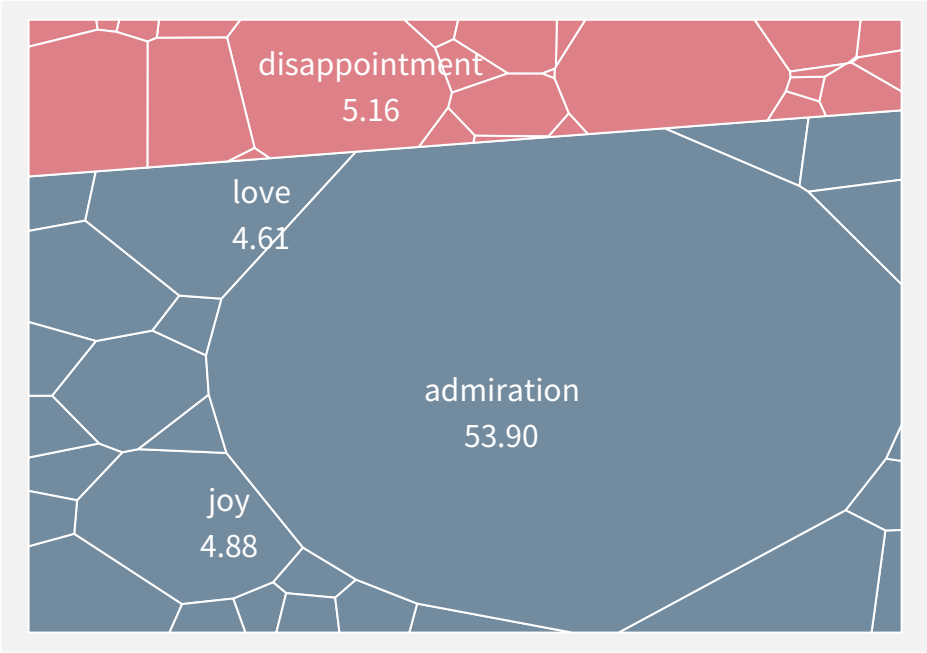 disappointment
5.16
love
4.61
admiration
53.90
joy
4.88